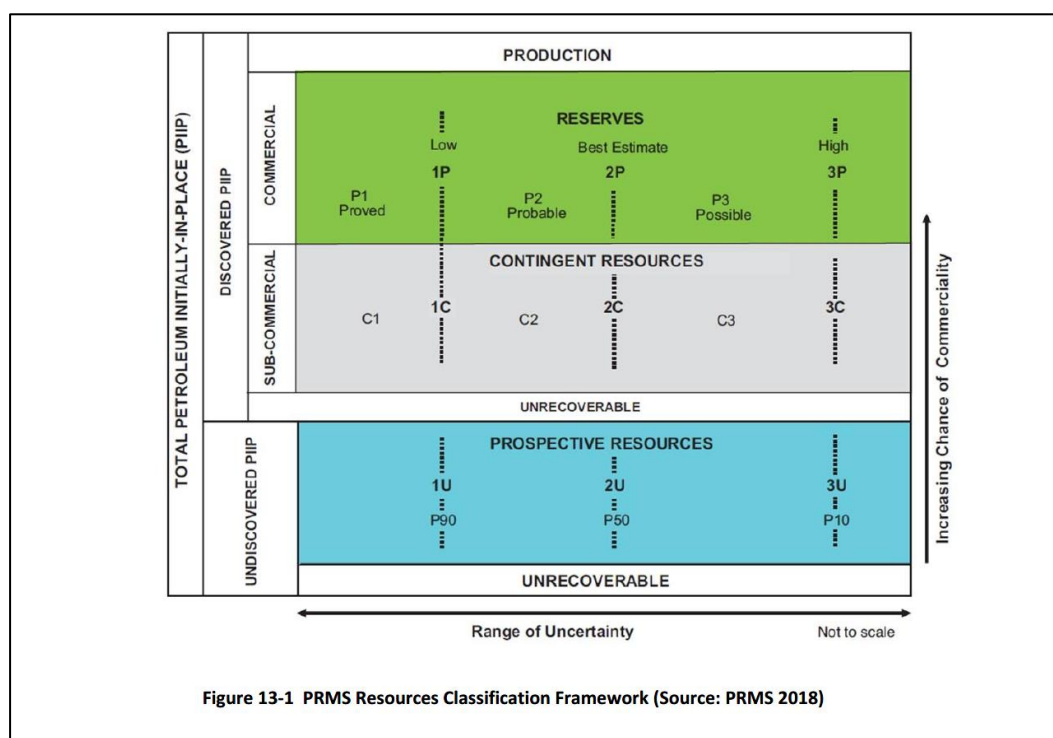 TOTAL PETROLEUM INITIALLY-IN-PLACE (PIIP)
DISCOVERED PIIP
COMMERCIAL
PRODUCTION
RESERVES
Low
Best Estimate
High
1P
2P
3P
P1
Proved
P2
Probable
P3
Possible
SUB-COMMERCIAL
CONTINGENT RESOURCES
1C
2C
3C
C1
C2
C3
UNRECOVERABLE
UNDISCOVERED PIIP
PROSPECTIVE RESOURCES
1U
2U
3U
P90
P50
P10
UNRECOVERABLE
Increasing Chance of Commerciality
Range of Uncertainty
Not to scale
Figure 13-1 PRMS Resources Classification Framework (Source: PRMS 2018)